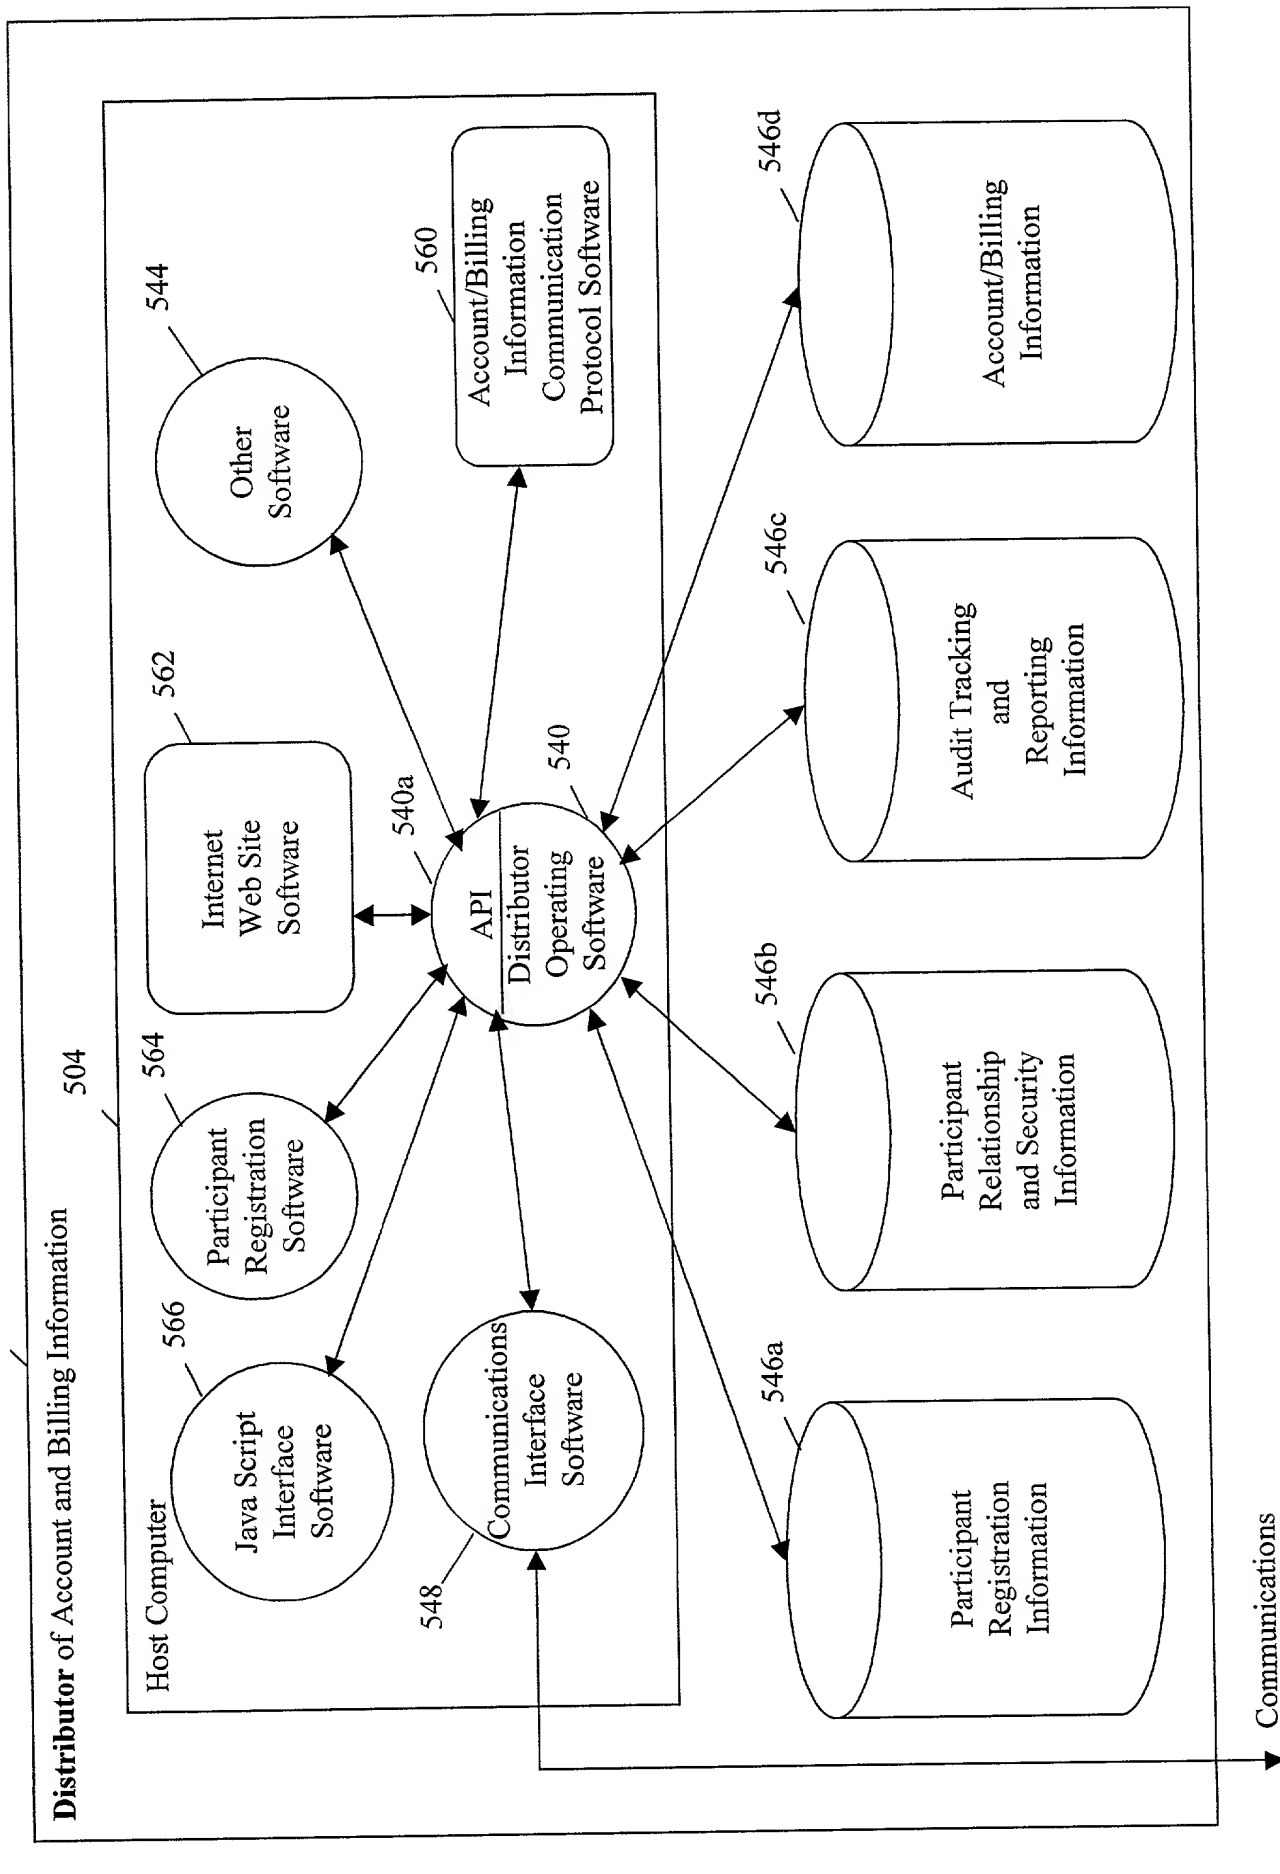 Distributor of Account and Billing Information
504
Host Computer
566
Java Script
Interface
Software
564
Participant
Registration
Software
562
Internet
Web Site
Software
544
Other
Software
548
Communications
Interface
Software
540a
API
540
Distributor
Operating
Software
560
Account/Billing
Information
Communication
Protocol Software
546a
Participant
Registration
Information
546b
Participant
Relationship
and Security
Information
546c
Audit Tracking
and
Reporting
Information
546d
Account/Billing
Information
Communications